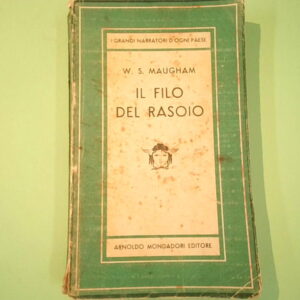 I GRANDI NARRATORI D'OGNI PAESE
W. S. MAUGHAM
IL FILO
DEL RASOIO
ARNOLDO MONDADORI EDITORE